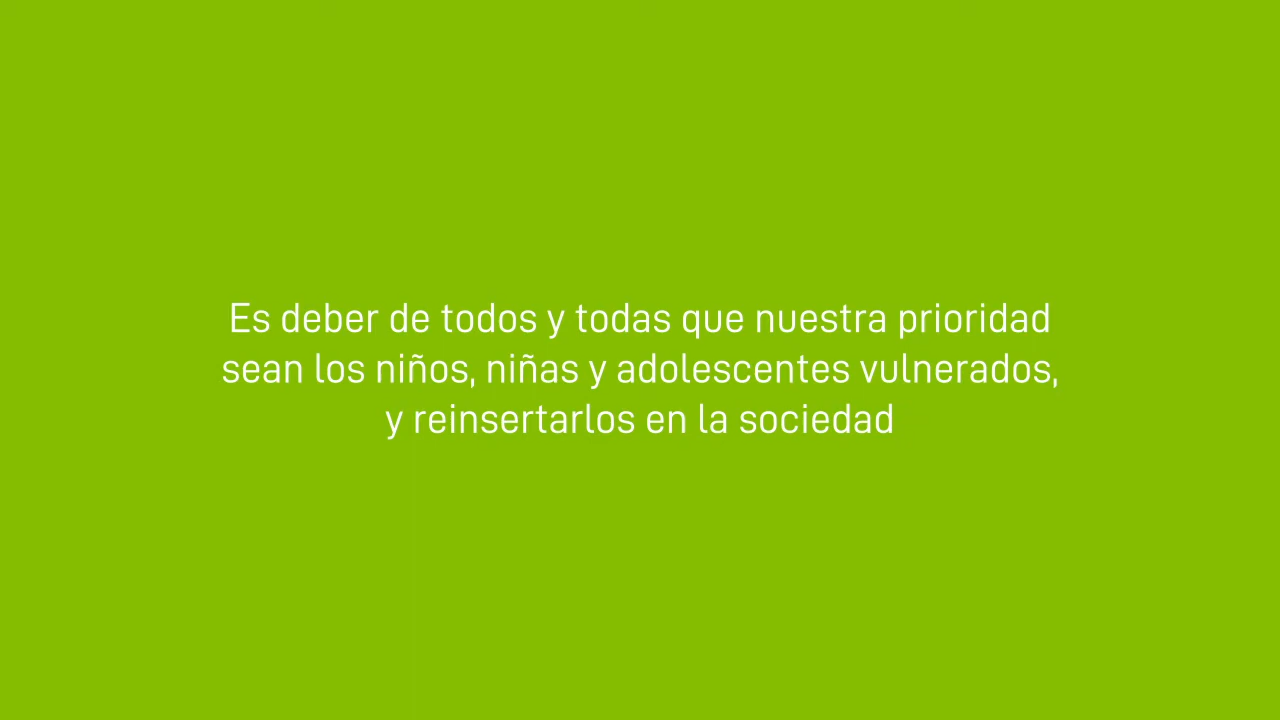 Es deber de todos y todas que nuestra prioridad
sean los niños, niñas y adolescentes vulnerados,
y reinsertarlos en la sociedad